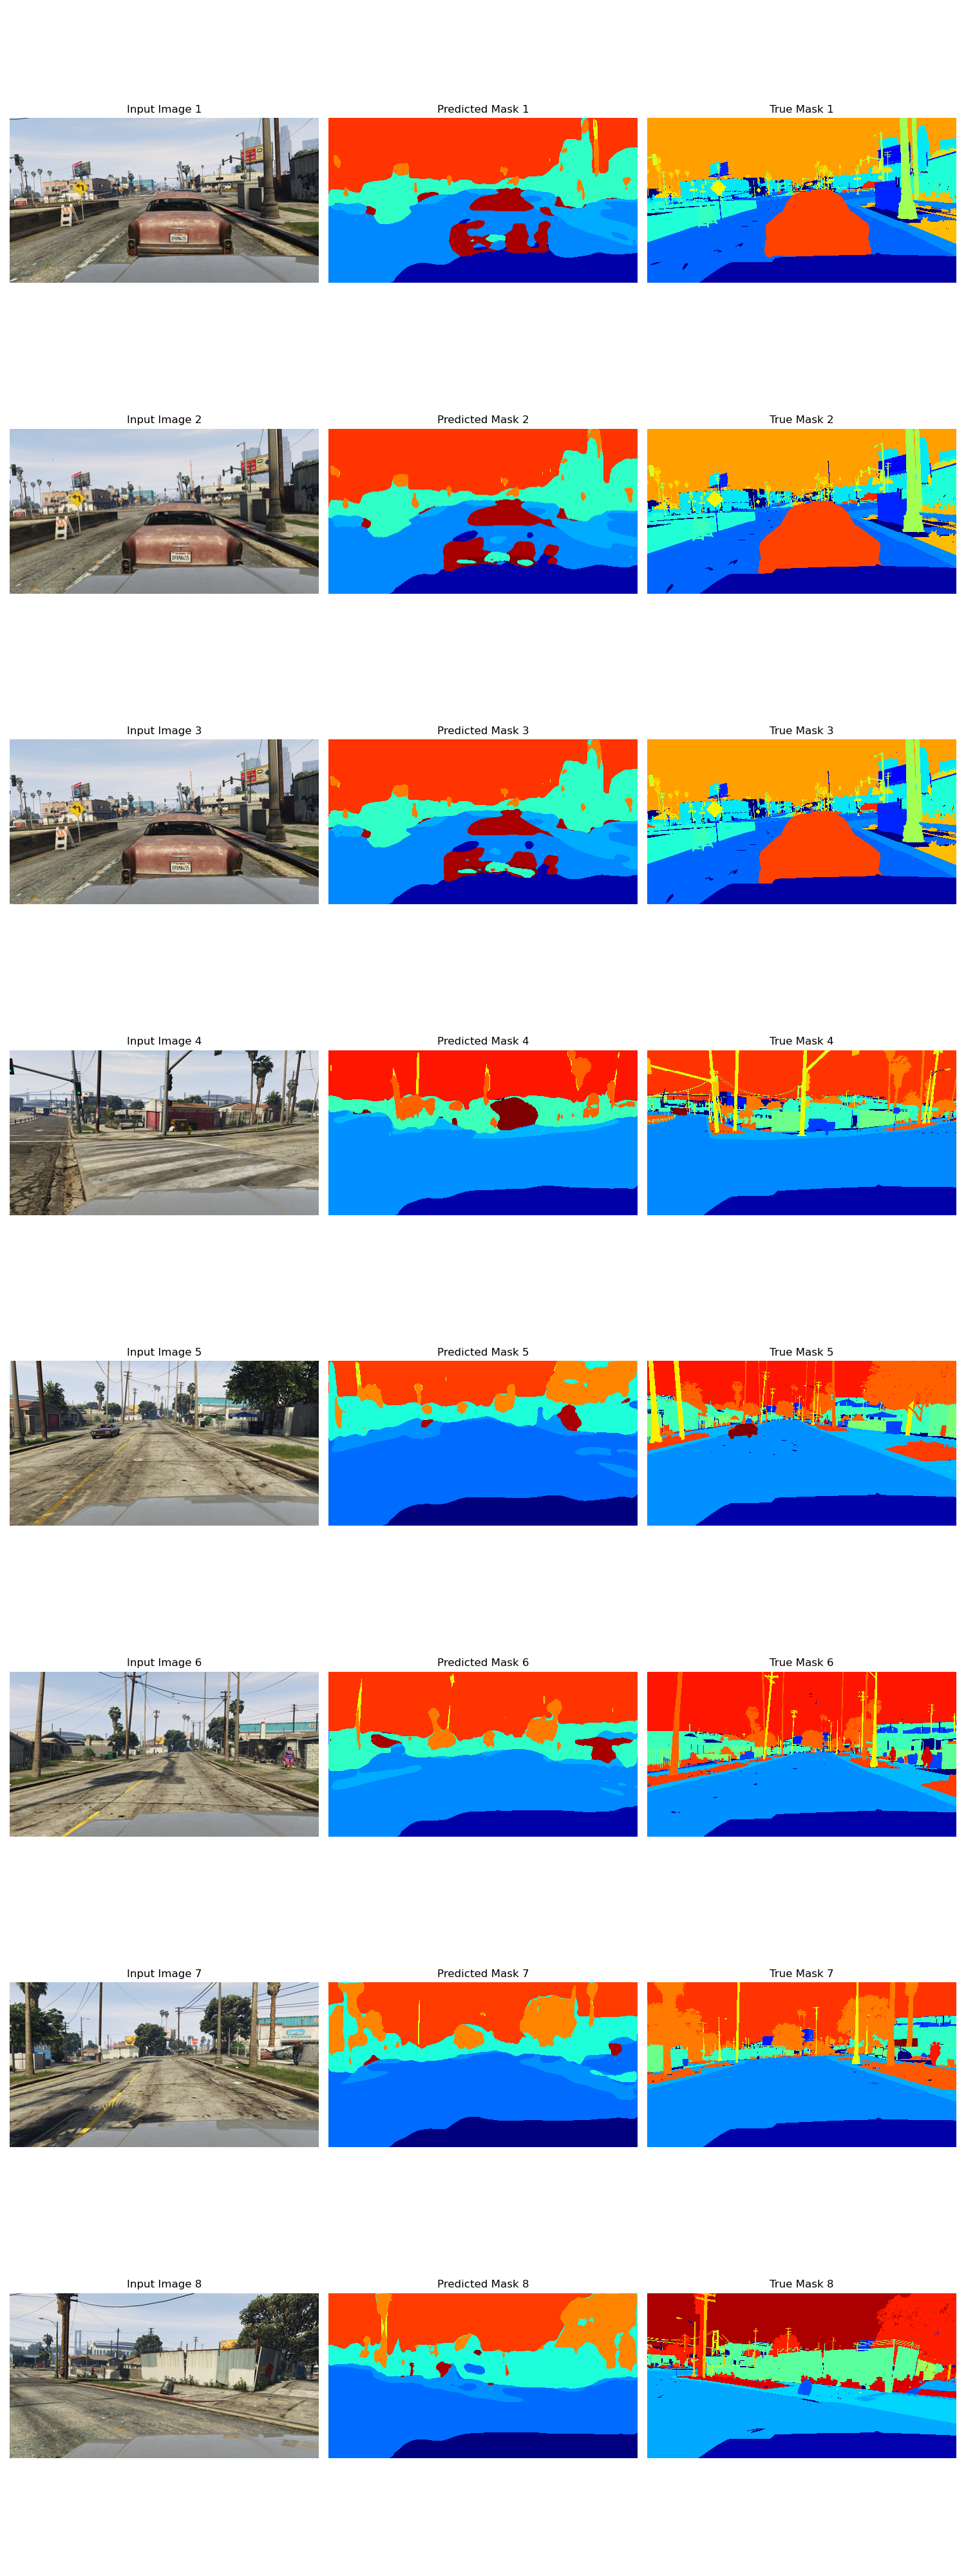 Input Image 1
Predicted Mask 1
True Mask 1
Input Image 2
Predicted Mask 2
True Mask 2
Input Image 3
Predicted Mask 3
True Mask 3
Input Image 4
Predicted Mask 4
True Mask 4
Input Image 5
Predicted Mask 5
True Mask 5
Input Image 6
Predicted Mask 6
True Mask 6
Input Image 7
Predicted Mask 7
True Mask 7
Input Image 8
Predicted Mask 8
True Mask 8